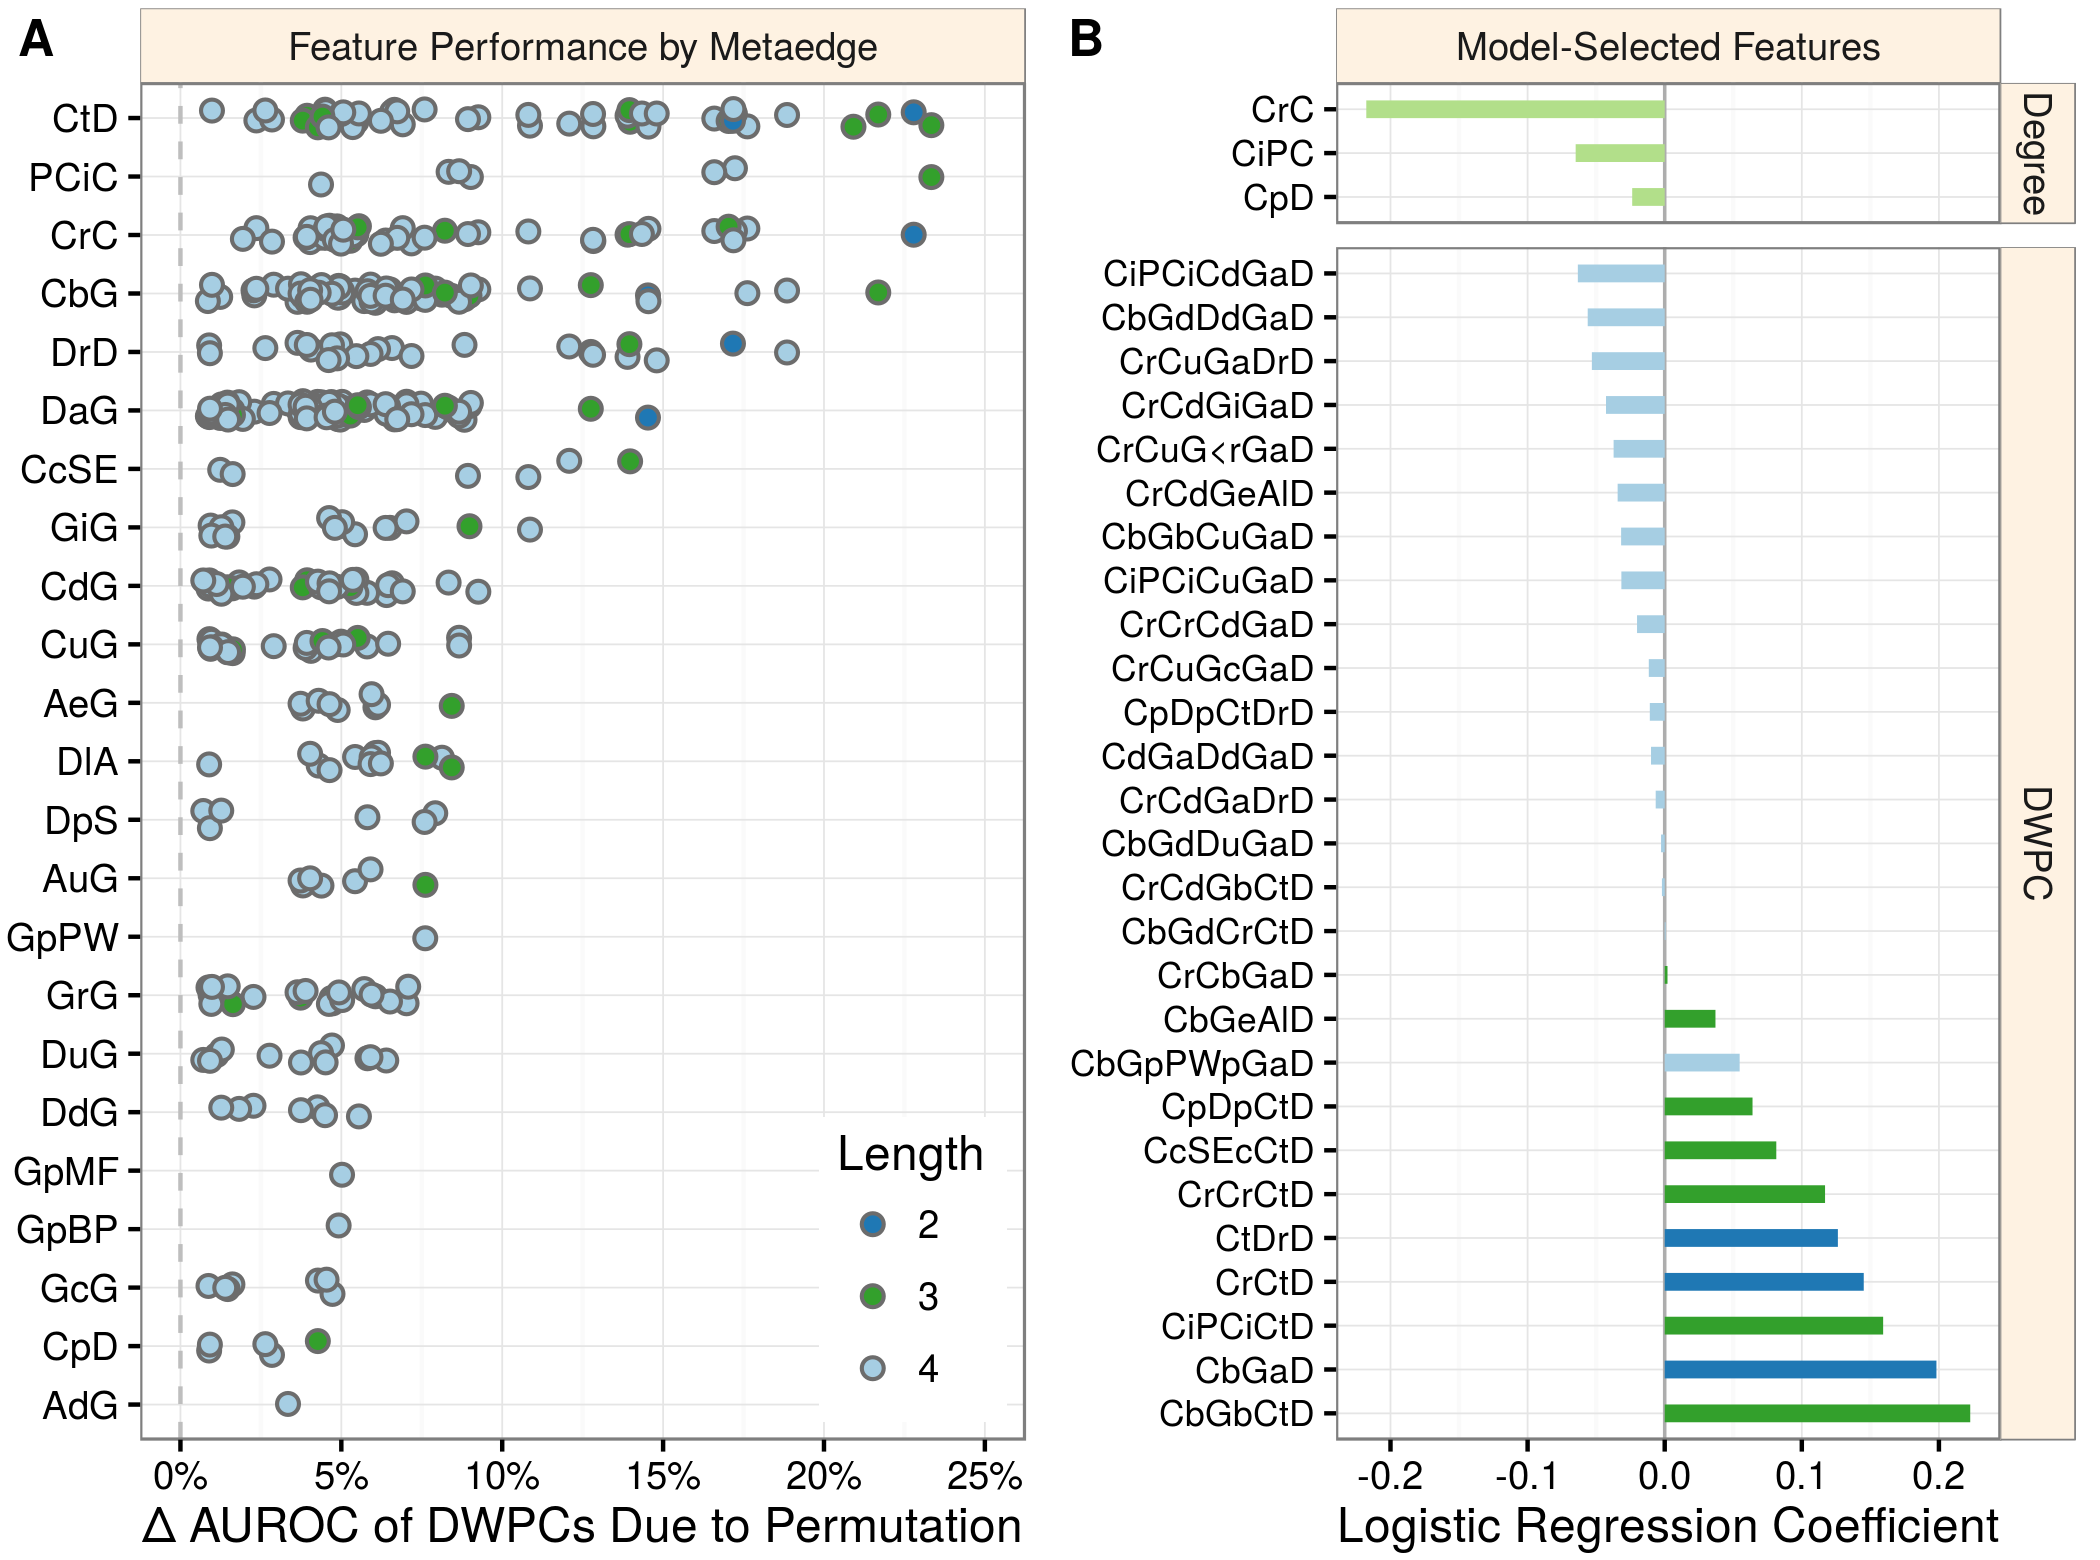 A
Feature Performance by Metaedge
CtD
PCiC
CrC
CbG
DrD
DaG
CcSE
GiG
CdG
CuG
AeG
DlA
DpS
AuG
GpPW
GrG
DuG
DdG
GpMF
GpBP
GcG
CpD
AdG
Length
2
3
4
0% 5% 10% 15% 20% 25%
Δ AUROC of DWPCs Due to Permutation
B
Model-Selected Features
CrC
CiPC
CpD
Degree
CiPCiCdGaD
CbGdDdGaD
CrCuGaDrD
CrCdGiGaD
CrCuG<rGaD
CrCdGeAlD
CbGbCuGaD
CiPCiCuGaD
CrCrCdGaD
CrCuGcGaD
CpDpCtDrD
CdGaDdGaD
CrCdGaDrD
CbGdDuGaD
CrCdGbCtD
CbGdCrCtD
CrCbGaD
CbGeAlD
CbGpPWpGaD
CpDpCtD
CcSEcCtD
CrCrCtD
CtDrD
CrCtD
CiPCiCtD
CbGaD
CbGbCtD
DWPC
-0.2 -0.1 0.0 0.1 0.2
Logistic Regression Coefficient